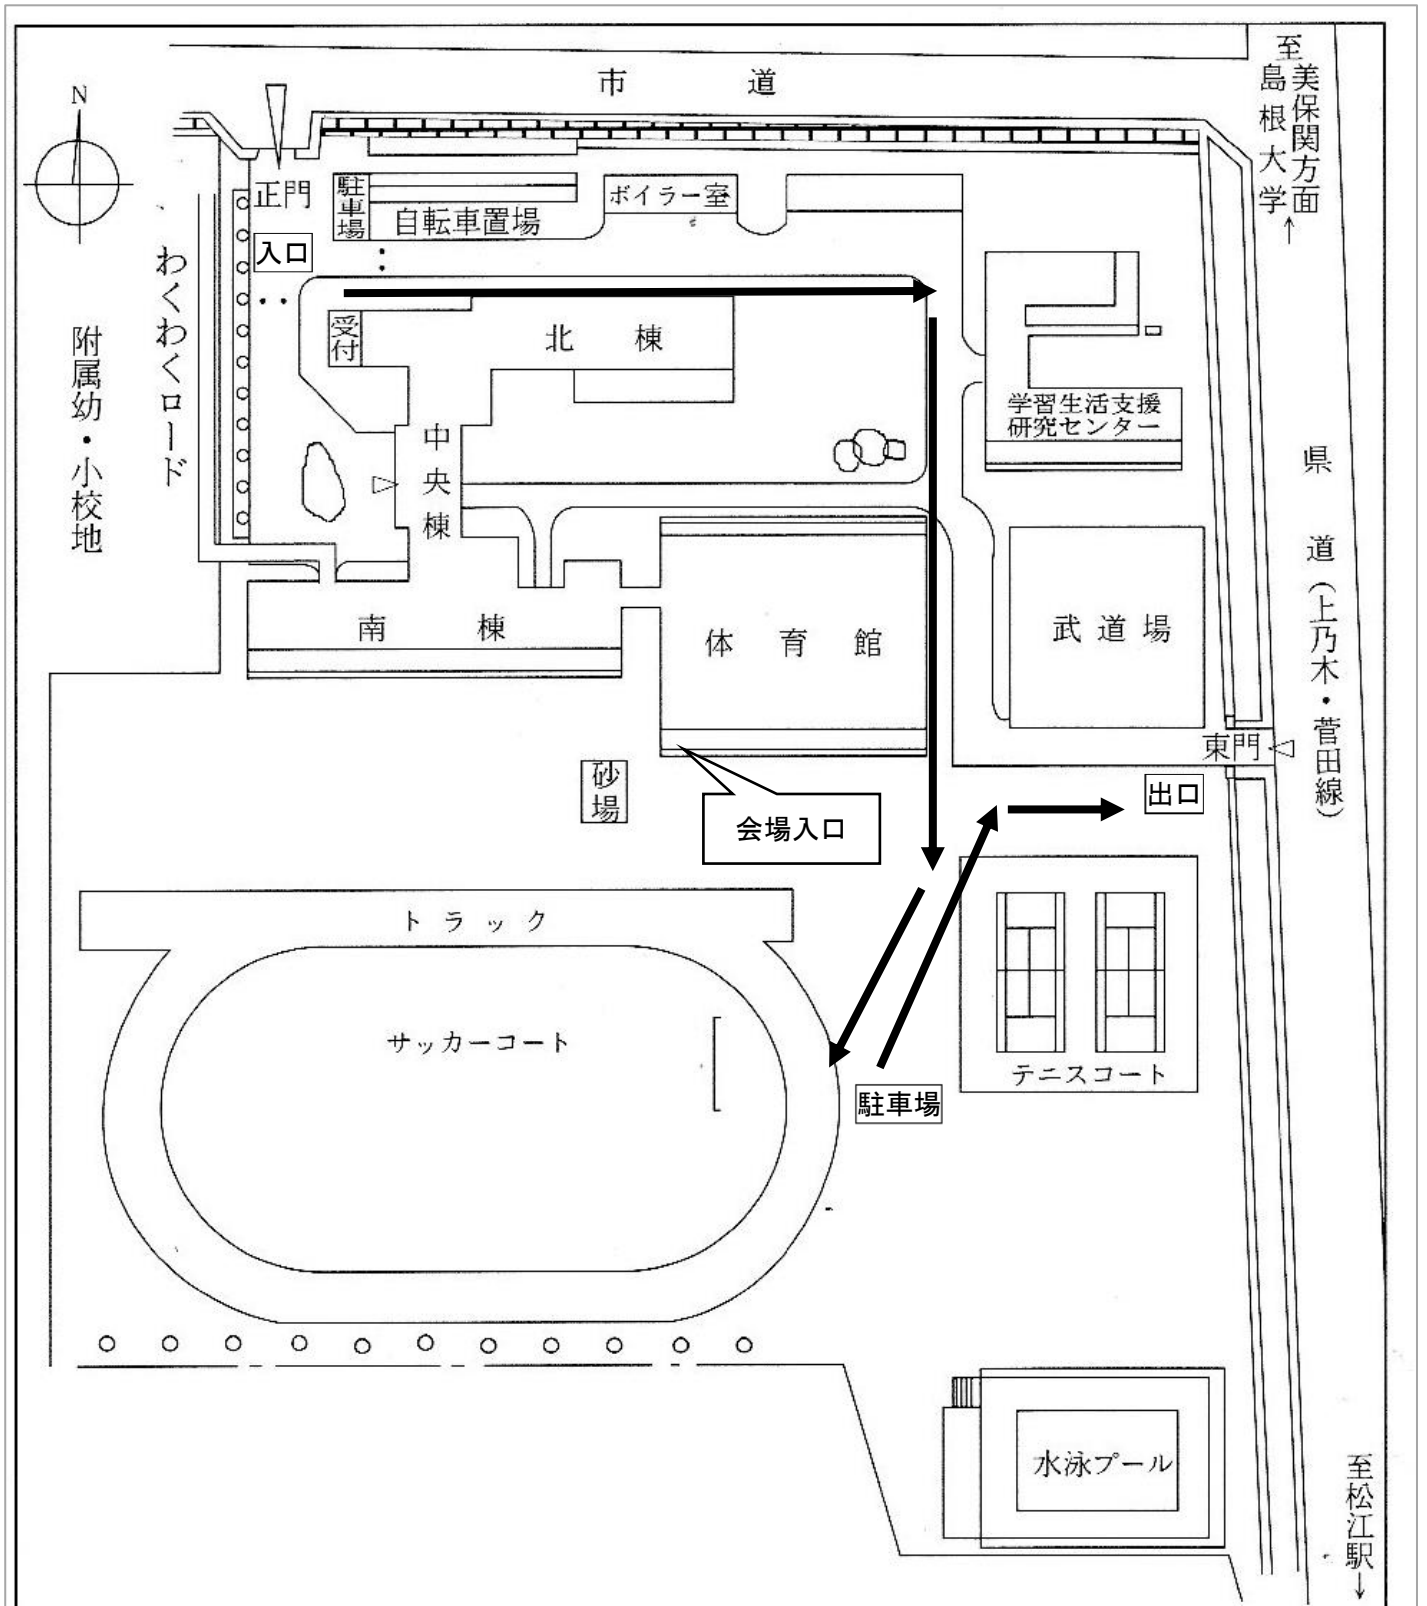 市道
至島根大学
美保関方面↑
N
正門
駐車場
自転車置場
ボイラー室
入口
わくわくロード
附属幼・小校地
受付
北棟
学習生活支援
研究センター
中央棟
県道(上乃木・菅田線)
南棟
体育館
武道場
東門
砂場
会場入口
出口
トラック
サッカーコート
テニスコート
駐車場
水泳プール
至松江駅↓